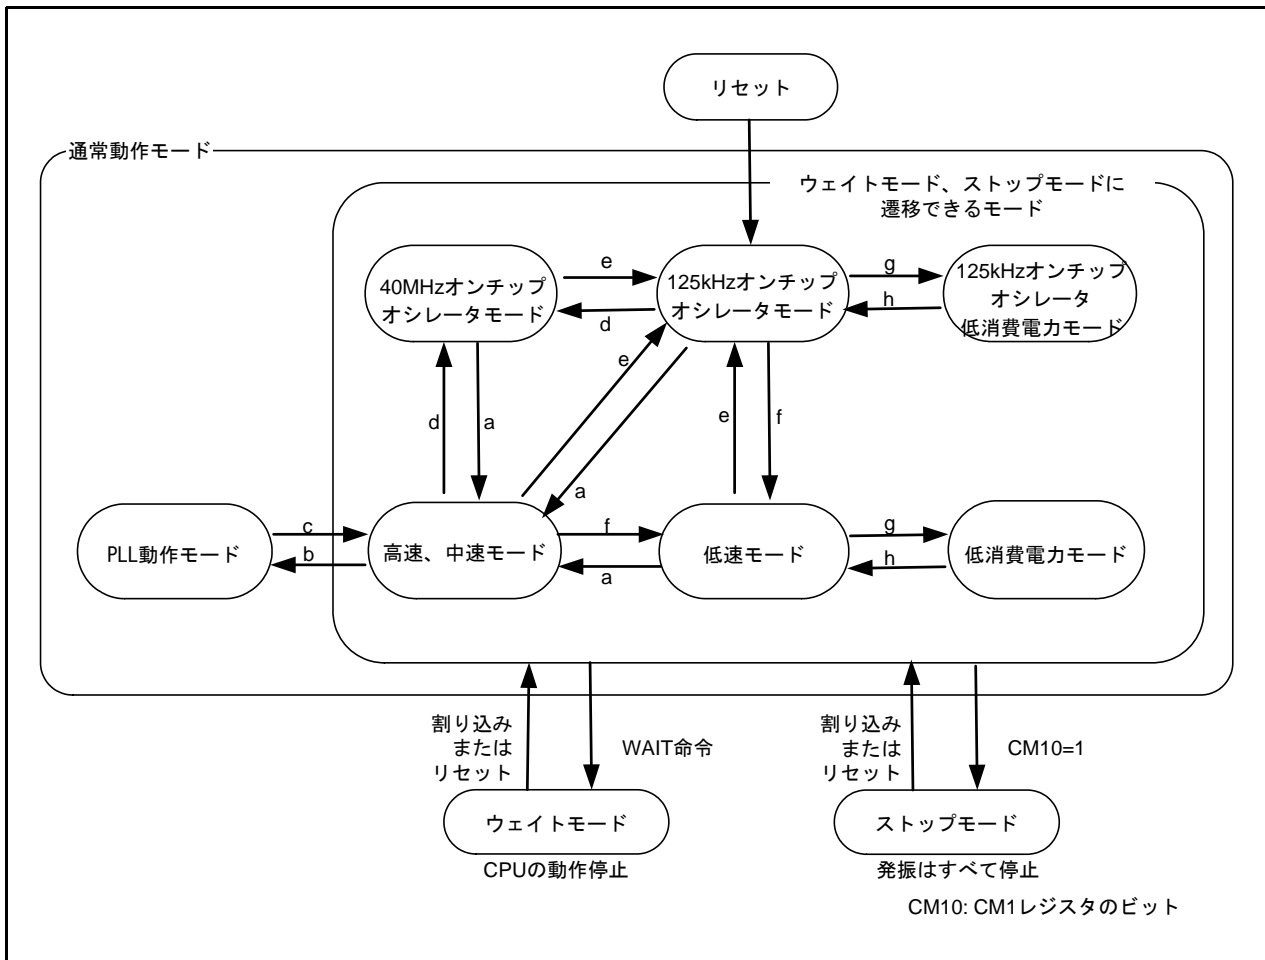 リセット
通常動作モード
ウェイトモード、ストップモードに
遷移できるモード
40MHzオンチップ
オシレータモード
e
d
125kHzオンチップ
オシレータモード
g
h
125kHzオンチップ
オシレータ
低消費電力モード
d
a
e
a
e
f
PLL動作モード
c
b
高速、中速モード
f
a
低速モード
g
h
低消費電力モード
割り込み
または
リセット
WAIT命令
割り込み
または
リセット
CM10=1
ウェイトモード
CPUの動作停止
ストップモード
発振はすべて停止
CM10: CM1レジスタのビット